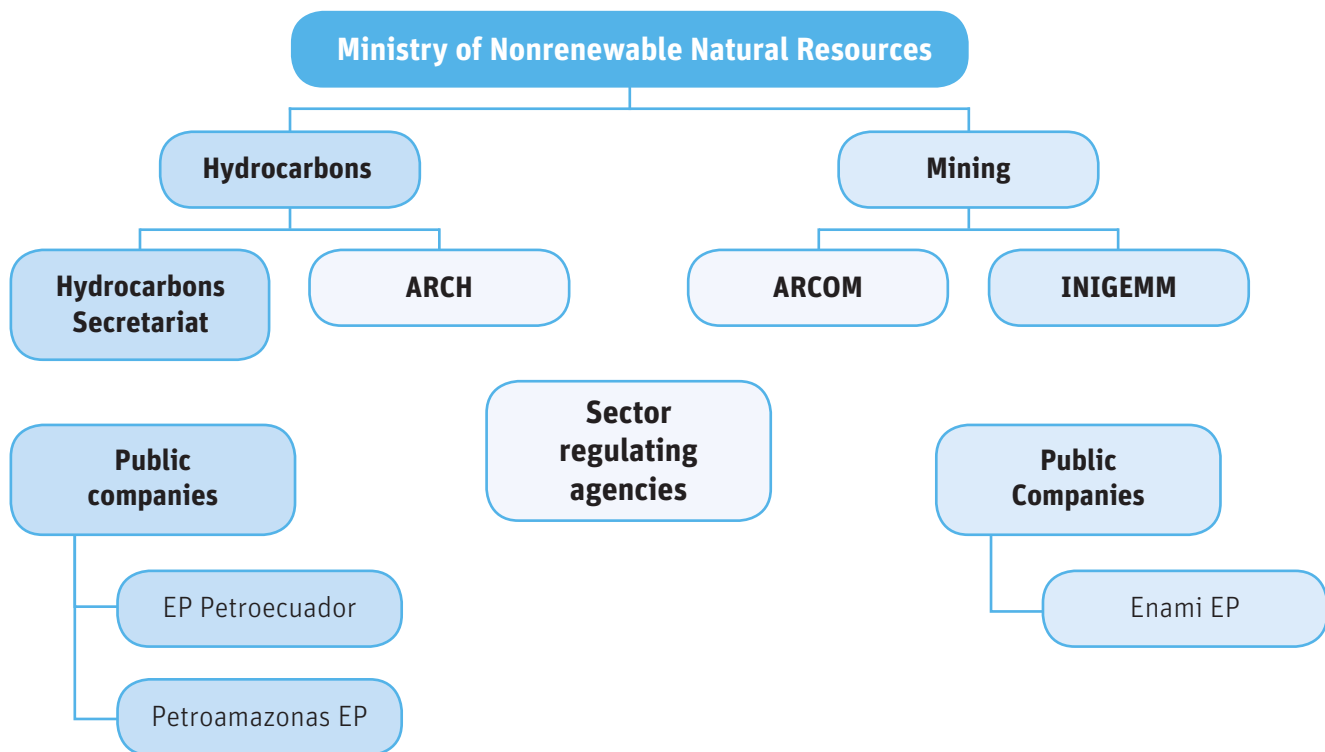 Ministry of Nonrenewable Natural Resources
Hydrocarbons
Mining
Hydrocarbons
Secretariat
ARCH
ARCOM
INIGEMM
Sector
regulating
agencies
Public
companies
Public
Companies
EP Petroecuador
Enami EP
Petroamazonas EP